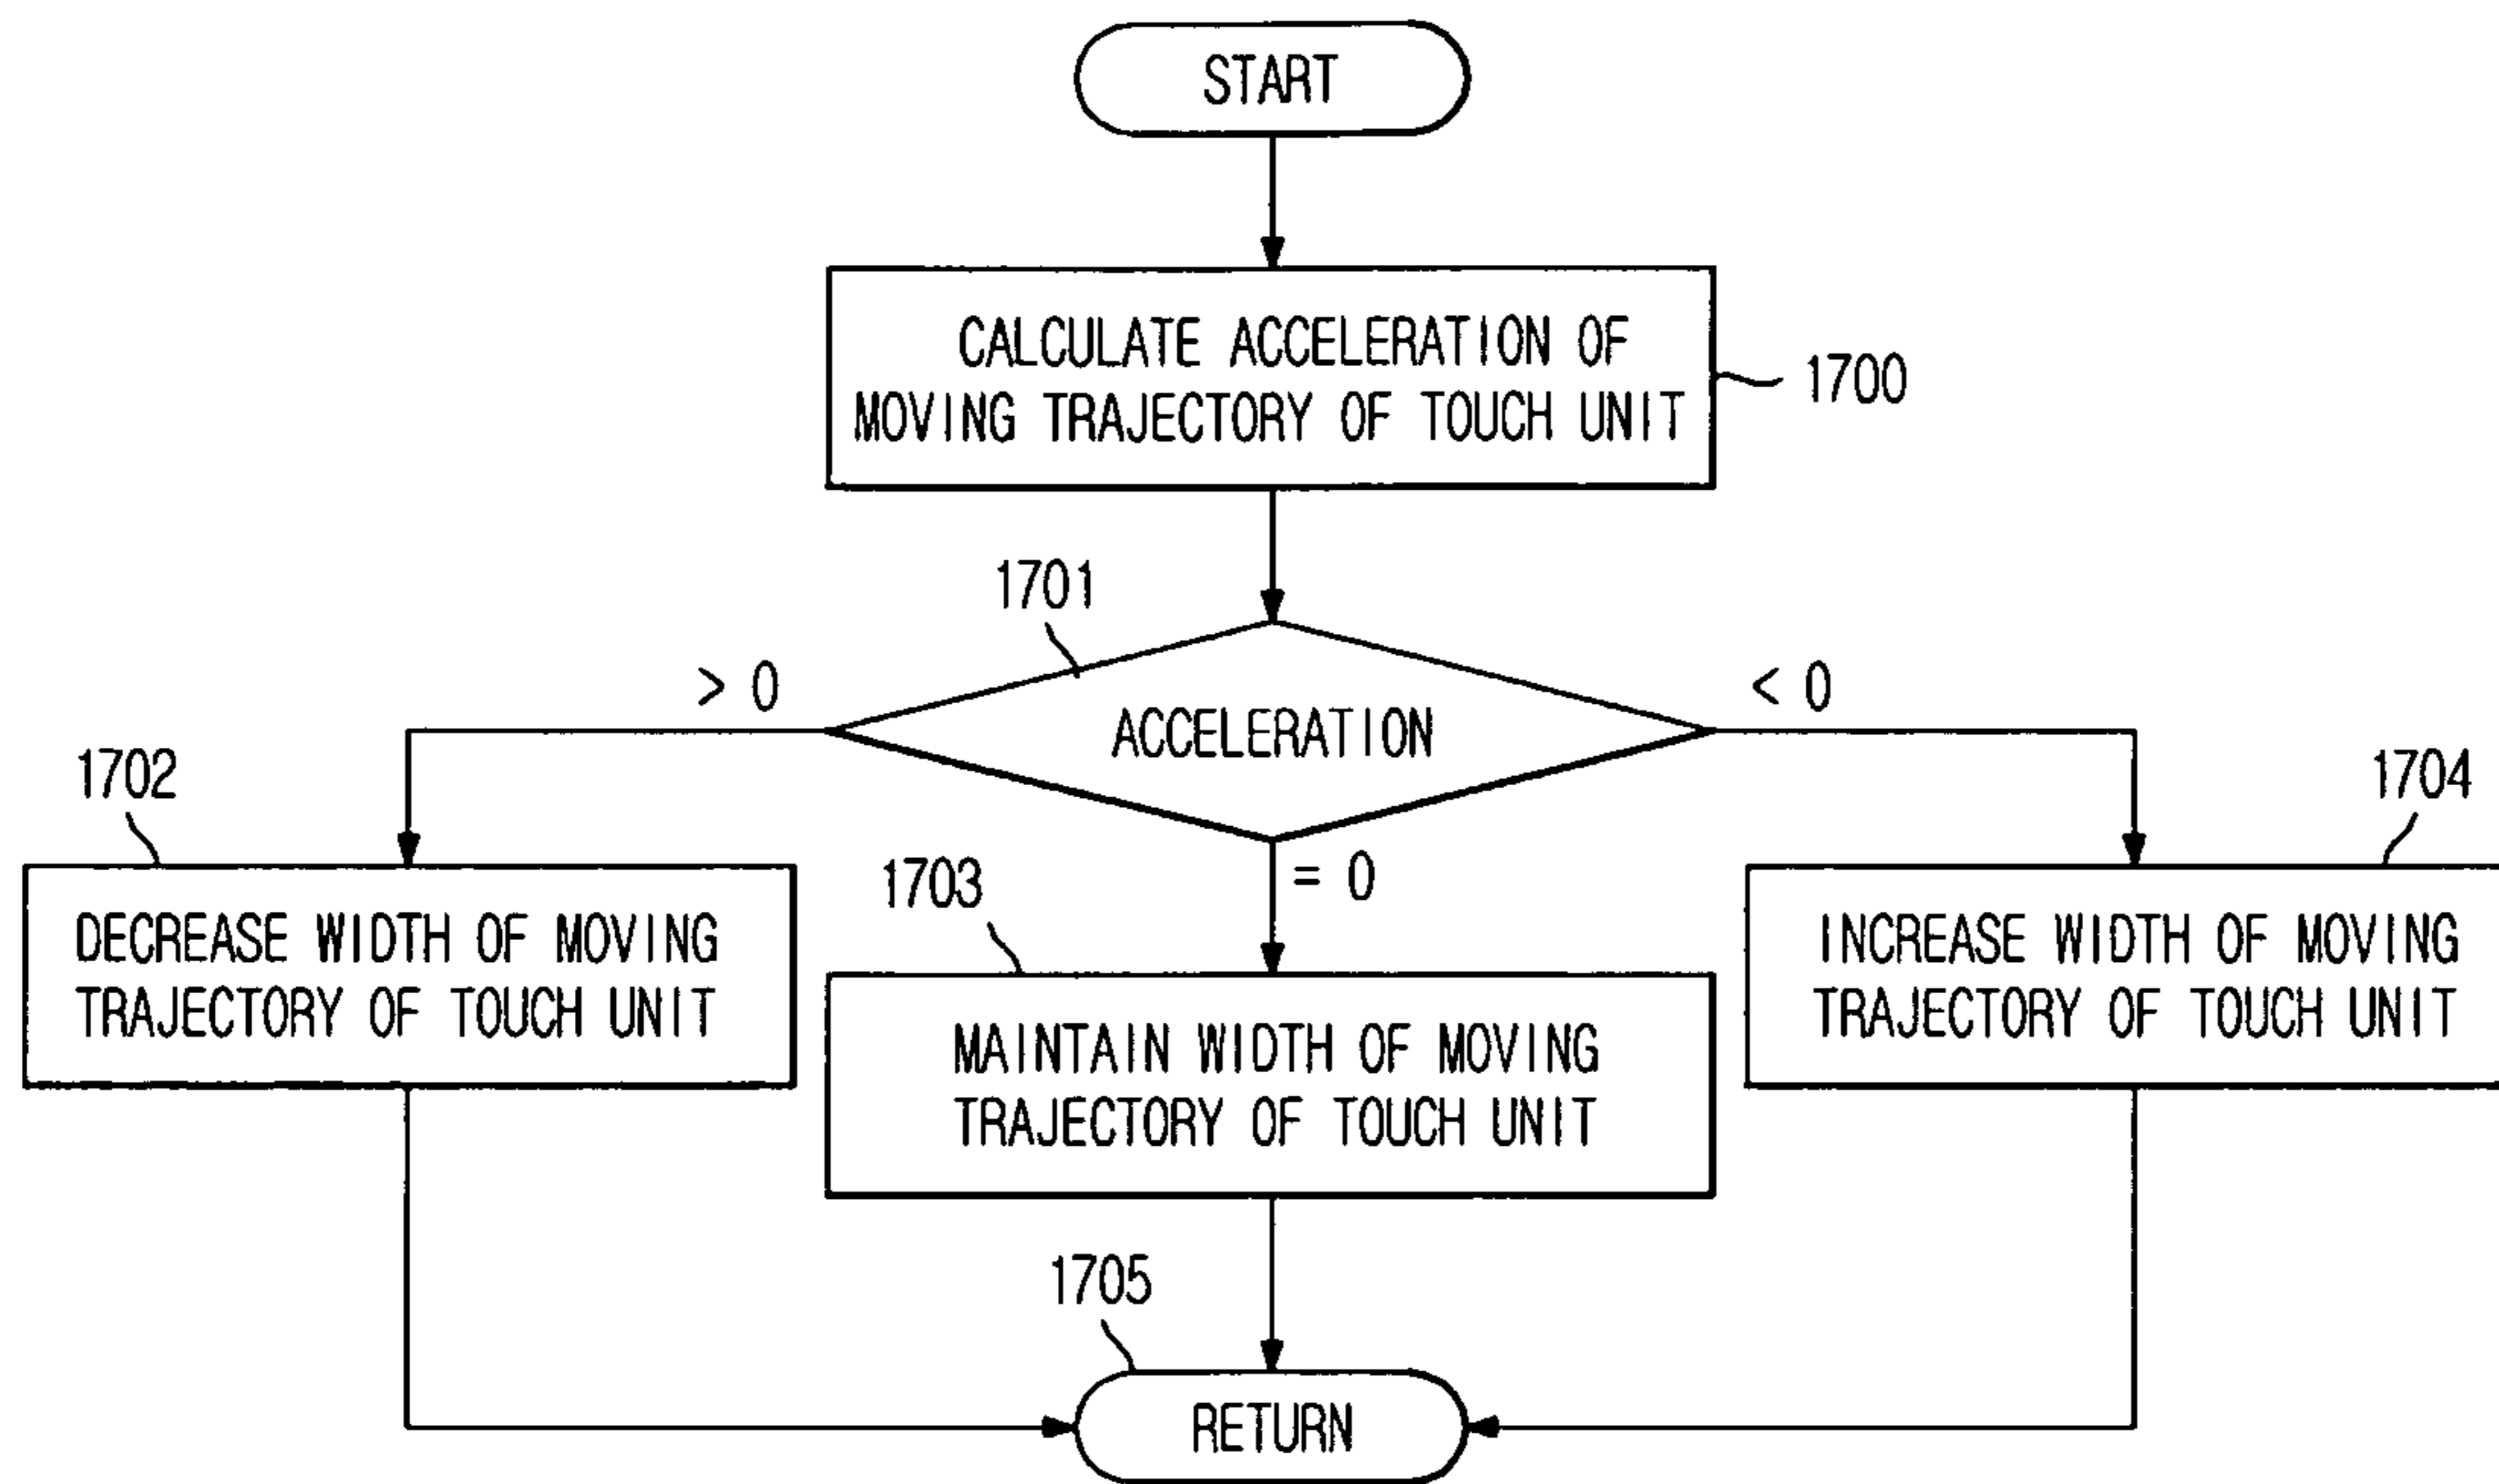 START
CALCULATE ACCELERATION OF
MOVING TRAJECTORY OF TOUCH UNIT
1700
1701
> 0
< 0
ACCELERATION
1702
1704
= 0
1703
DECREASE WIDTH OF MOVING
TRAJECTORY OF TOUCH UNIT
INCREASE WIDTH OF MOVING
TRAJECTORY OF TOUCH UNIT
MAINTAIN WIDTH OF MOVING
TRAJECTORY OF TOUCH UNIT
1705
RETURN